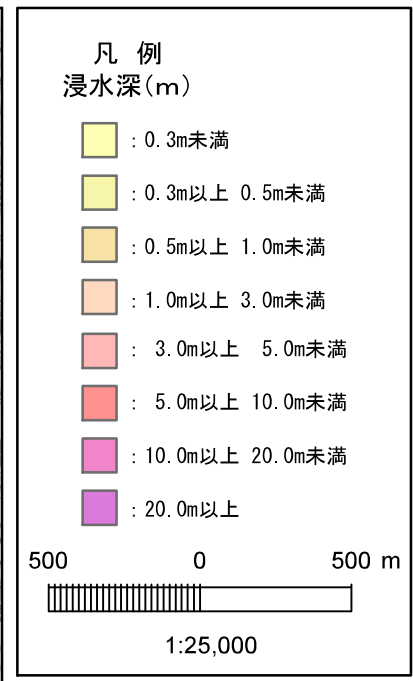 凡 例
浸水深(m)
: 0.3m未満
: 0.3m以上 0.5m未満
: 0.5m以上 1.0m未満
: 1.0m以上 3.0m未満
: 3.0m以上 5.0m未満
: 5.0m以上 10.0m未満
: 10.0m以上 20.0m未満
: 20.0m以上
500 0 500 m
1:25,000